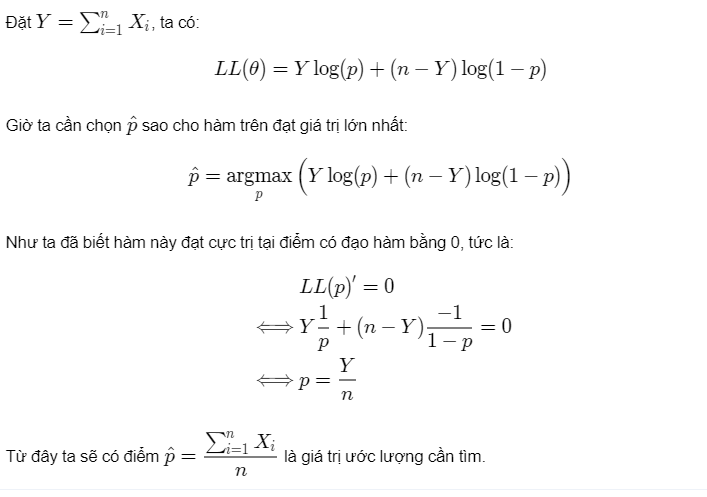 Đặt $Y = \sum_{i=1}^{n} X_i$, ta có:
$LL(\theta) = Y \log(p) + (n - Y) \log(1 - p)$
Giờ ta cần chọn $\hat{p}$ sao cho hàm trên đạt giá trị lớn nhất:
$\hat{p} = \underset{p}{\operatorname{argmax}} \Big( Y \log(p) + (n - Y) \log(1 - p) \Big)$
Như ta đã biết hàm này đạt cực trị tại điểm có đạo hàm bằng 0, tức là:
$LL(p)' = 0$
$\iff Y \frac{1}{p} + (n - Y) \frac{-1}{1 - p} = 0$
$\iff p = \frac{Y}{n}$
Từ đây ta sẽ có điểm $\hat{p} = \frac{\sum_{i=1}^{n} X_i}{n}$ là giá trị ước lượng cần tìm.